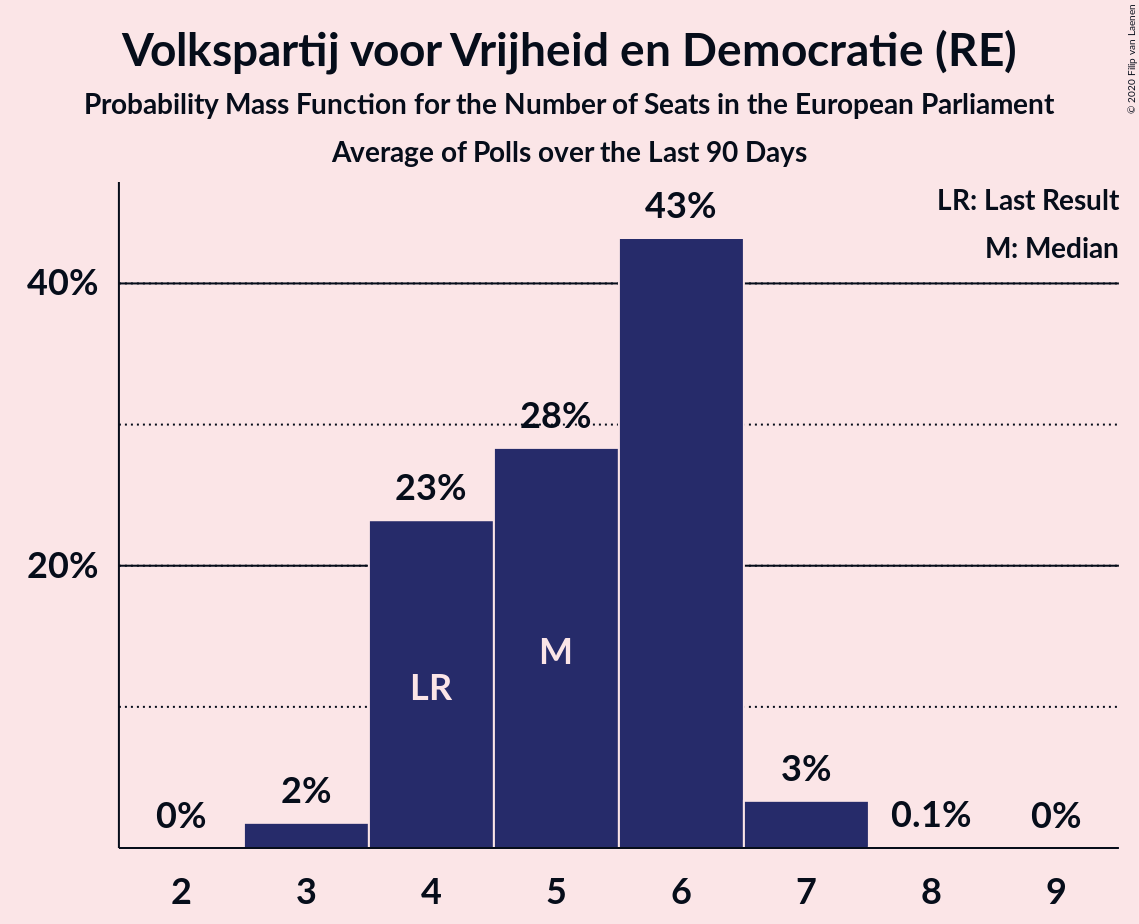 Volkspartij voor Vrijheid en Democratie (RE)
Probability Mass Function for the Number of Seats in the European Parliament
Average of Polls over the Last 90 Days
© 2020 Filip van Laenen
LR: Last Result
M: Median
40%
20%
0%
2%
23%
28%
43%
3%
0.1%
0%
LR
M
2 3 4 5 6 7 8 9